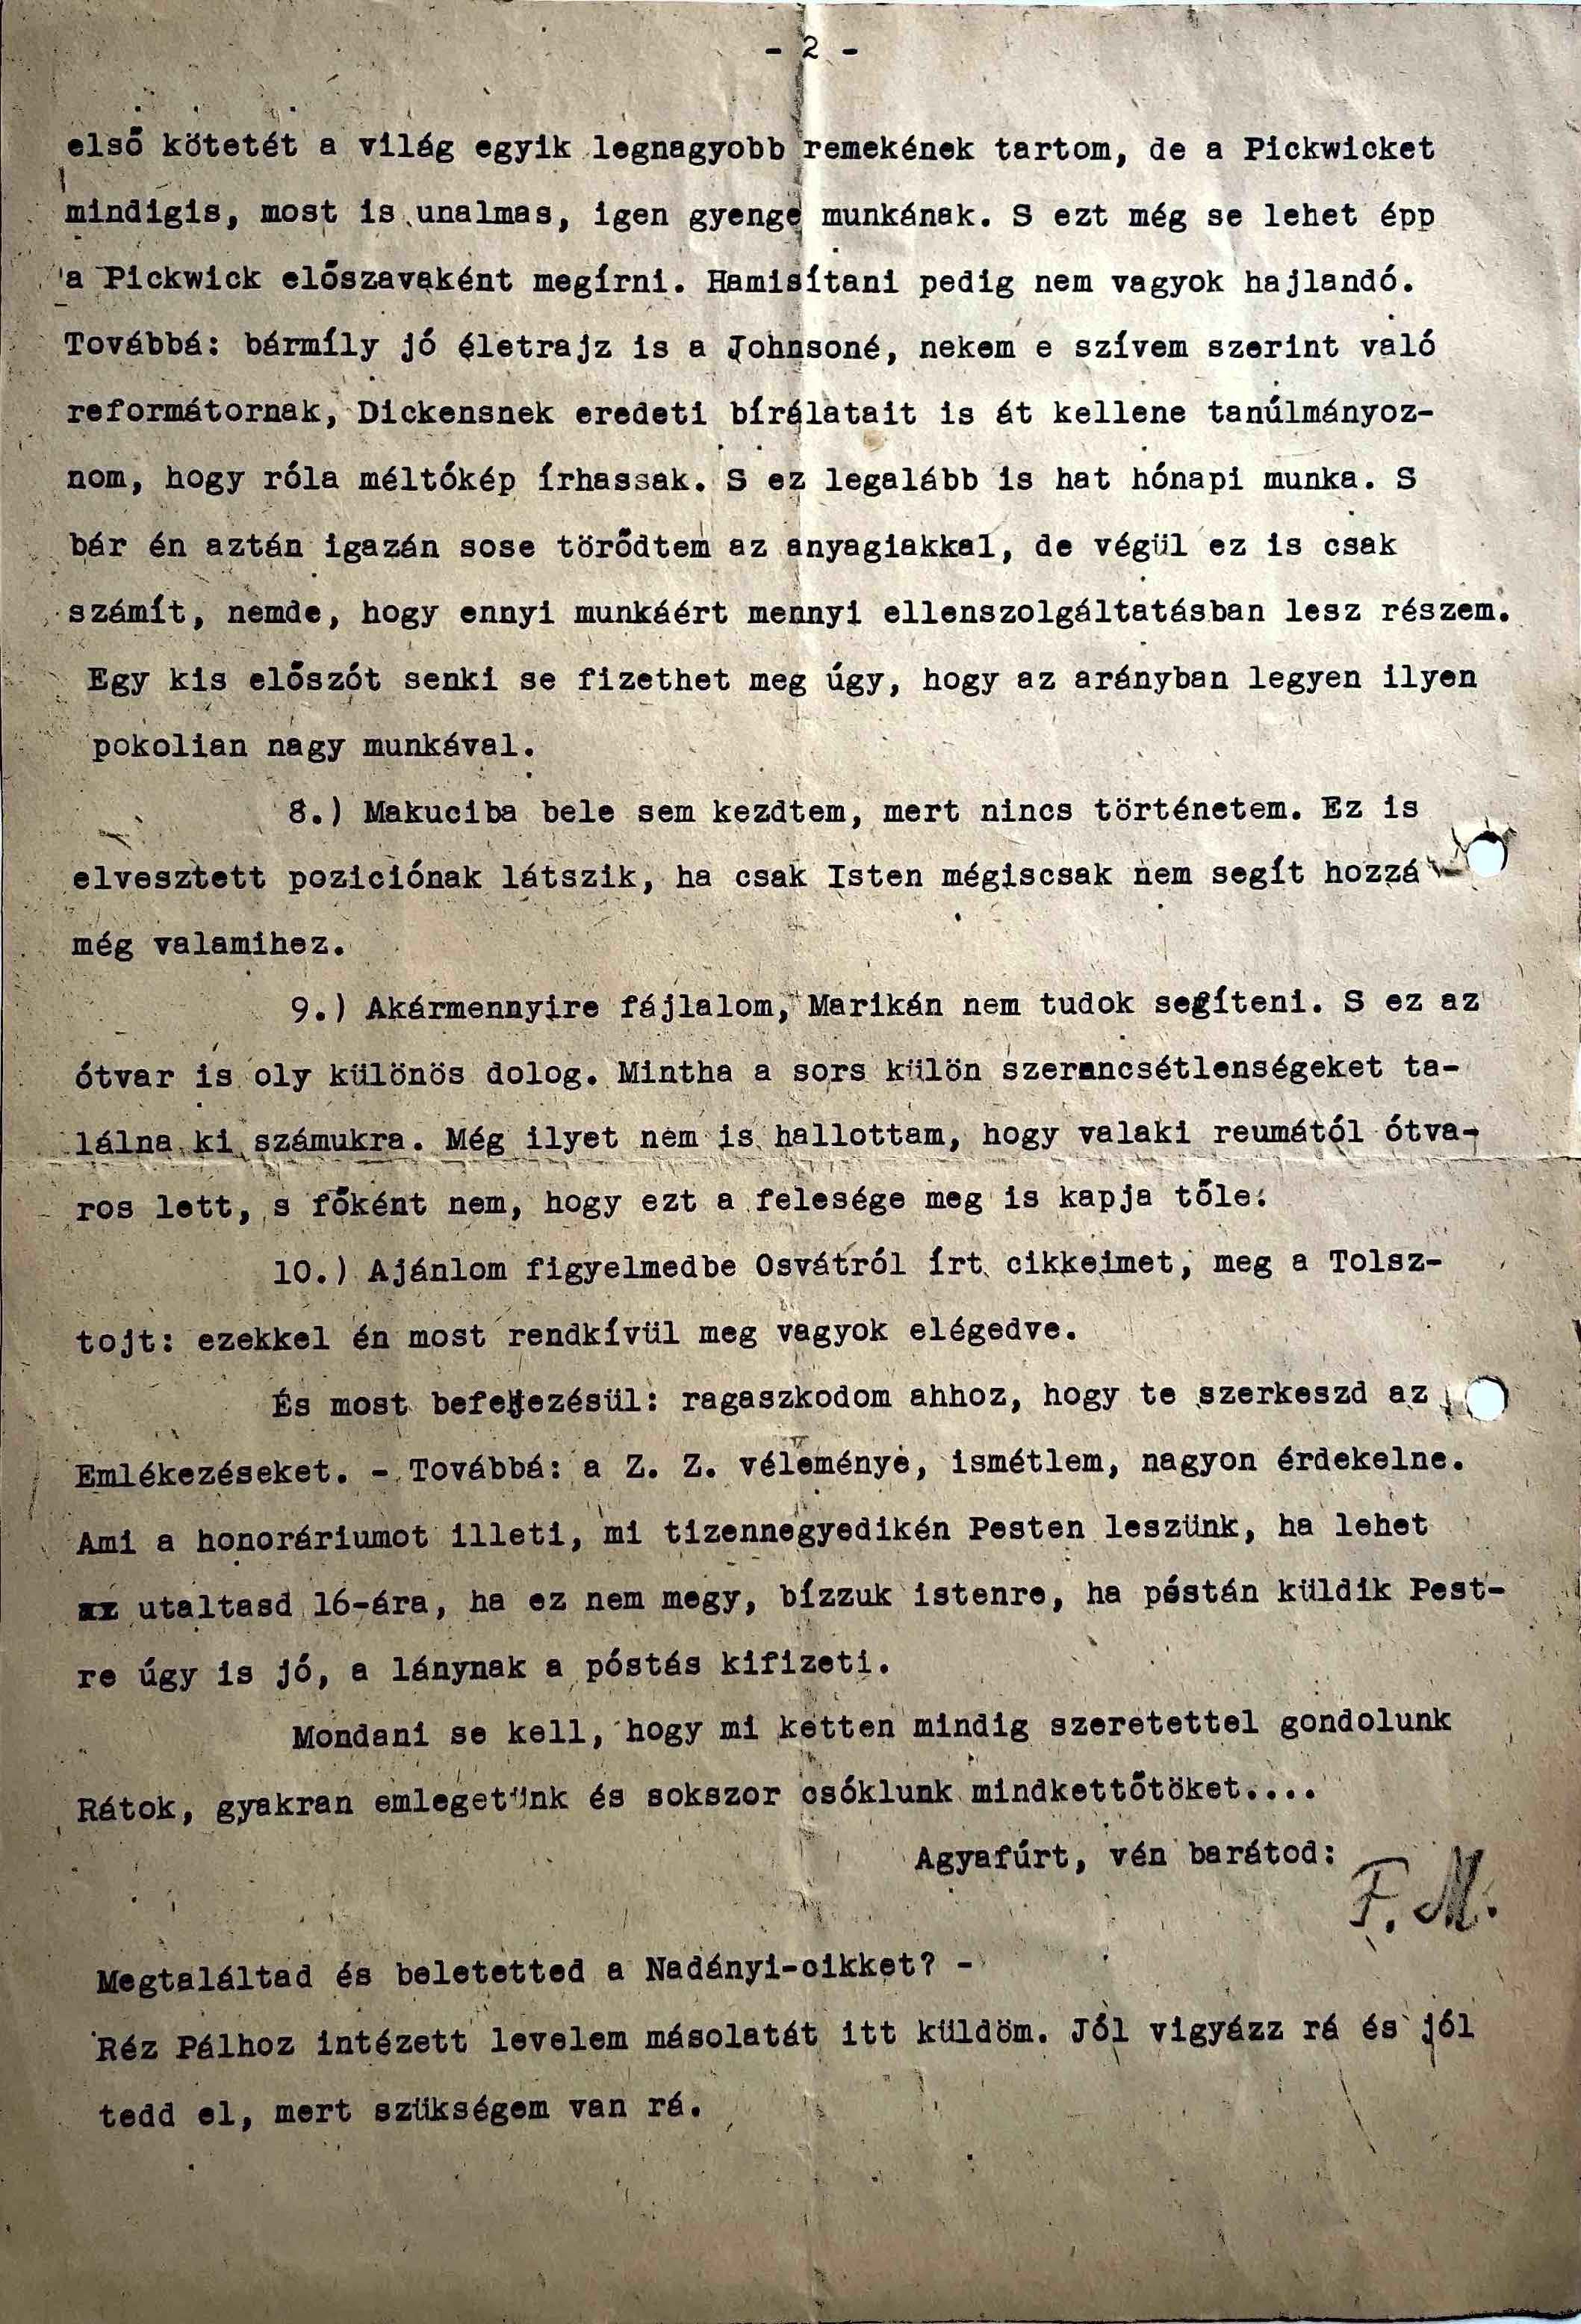 - 2 -
első kötetét a világ egyik legnagyobb remekének tartom, de a Pickwicket
mindigis, most is unalmas, igen gyenge munkának. S ezt még se lehet épp
a Pickwick előszavaként megírni. Hamisítani pedig nem vagyok hajlandó.
Továbbá: bármíly jó életrajz is a Johnsoné, nekem e szívem szerint való
reformátornak, Dickensnek eredeti bírálatait is át kellene tanúlmányoz-
nom, hogy róla méltókép írhassak. S ez legalább is hat hónapi munka. S
bár én aztán igazán sose törődtem az anyagiakkal, de végül ez is csak
számít, nemde, hogy ennyi munkáért mennyi ellenszolgáltatásban lesz részem.
Egy kis előszót senki se fizethet meg úgy, hogy az arányban legyen ilyen
pokolian nagy munkával.
8.) Makuciba bele sem kezdtem, mert nincs történetem. Ez is
elvesztett poziciónak látszik, ha csak Isten mégiscsak nem segít hozzá
még valamihez.
9.) Akármennyire fájlalom, Marikán nem tudok segíteni. S ez az
ótvar is oly különös dolog. Mintha a sors külön szerancsétlenségeket ta-
lálna ki számukra. Még ilyet nem is hallottam, hogy valaki reumától ótva-
ros lett, s főként nem, hogy ezt a felesége meg is kapja tőle.
10.) Ajánlom figyelmedbe Osvátról írt cikkeimet, meg a Tolsz-
tojt: ezekkel én most rendkívül meg vagyok elégedve.
És most befejezésül: ragaszkodom ahhoz, hogy te szerkeszd az
Emlékezéseket. - Továbbá: a Z. Z. véleménye, ismétlem, nagyon érdekelne.
Ami a honoráriumot illeti, mi tizennegyedikén Pesten leszünk, ha lehet
utaltasd 16-ára, ha ez nem megy, bízzuk istenre, ha póstán küldik Pest-
re úgy is jó, a lánynak a póstás kifizeti.
Mondani se kell, hogy mi ketten mindig szeretettel gondolunk
Rátok, gyakran emlegetünk és sokszor csóklunk mindkettőtöket....
Agyafúrt, vén barátod:
F. M.
Megtaláltad és beletetted a Nadányi-cikket? -
Réz Pálhoz intézett levelem másolatát itt küldöm. Jól vigyázz rá és jól
tedd el, mert szükségem van rá.